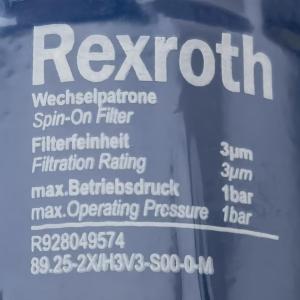 Rexroth
Wechselpatrone
Spin-On Filter
Filterfeinheit 3µm
Filtration Rating 3µm
max.Betriebsdruck 1bar
max.Operating Pressure 1bar
R928049574
89.25-2X/H3V3-S00-0-M